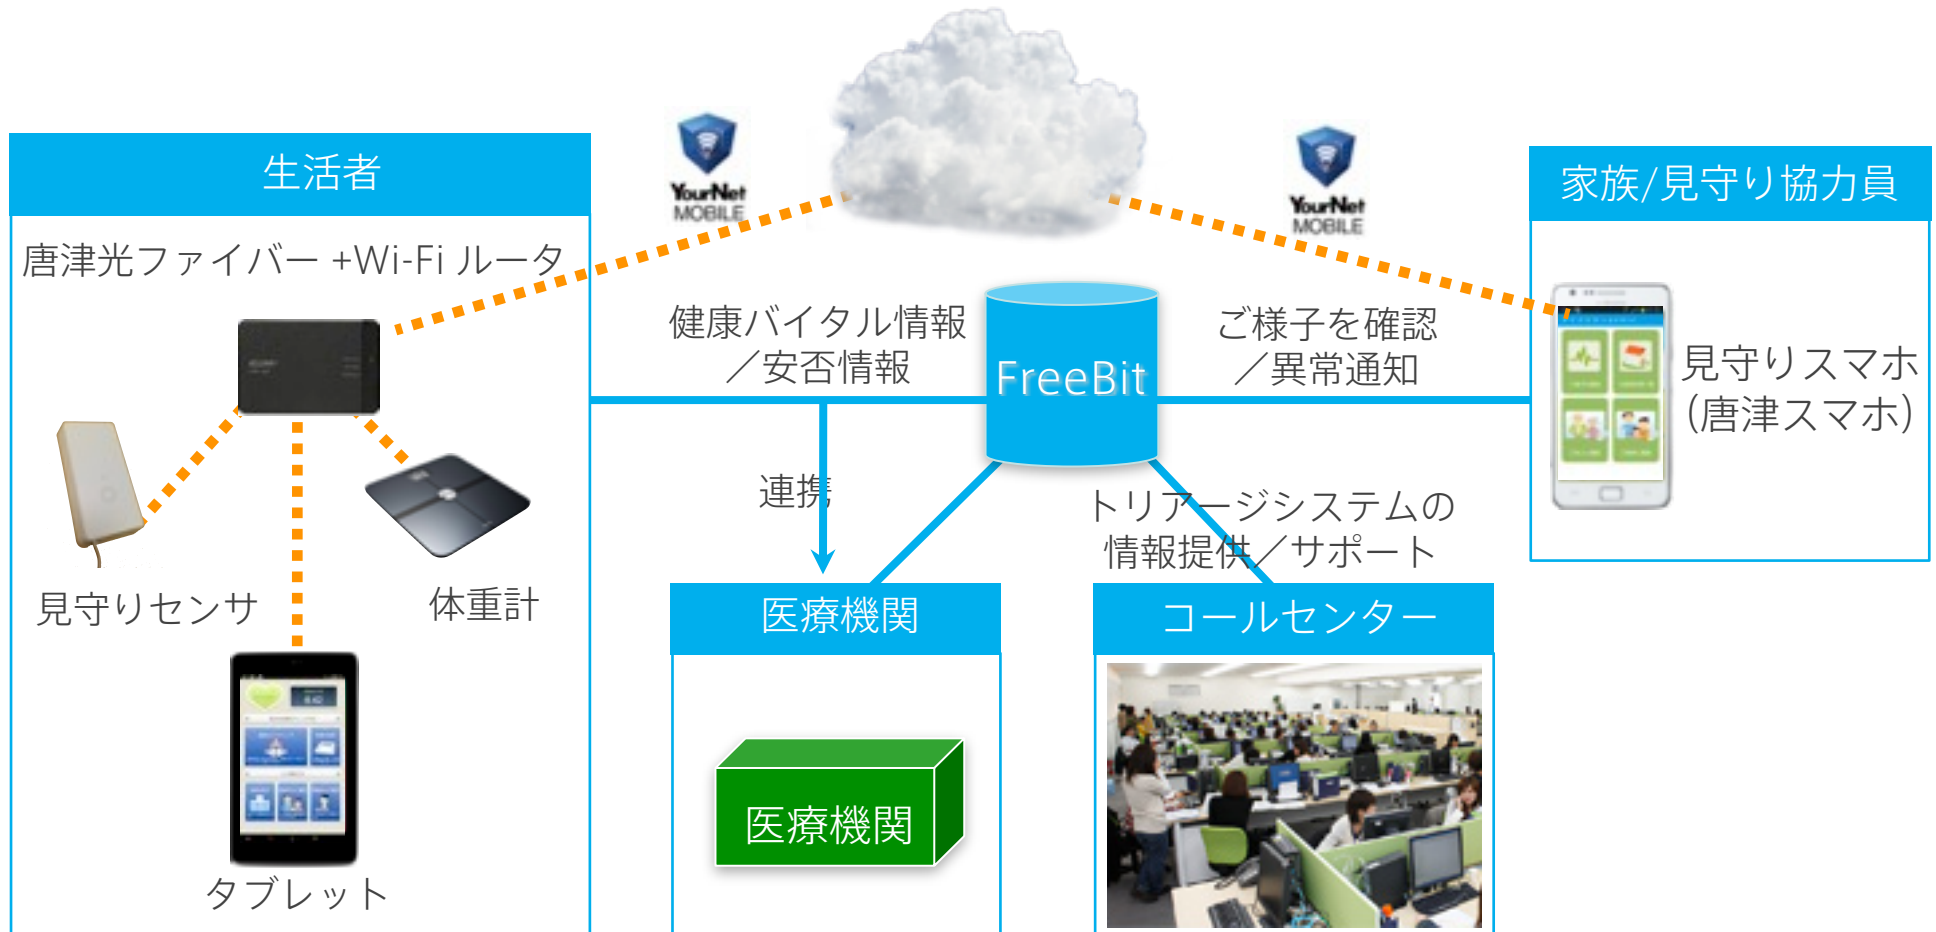 生活者
唐津光ファイバー +Wi-Fi ルータ
見守りセンサ
体重計
タブレット
YourNet
MOBILE
YourNet
MOBILE
健康バイタル情報
／安否情報
FreeBit
ご様子を確認
／異常通知
連携
トリアージシステムの
情報提供／サポート
医療機関
医療機関
コールセンター
家族/見守り協力員
見守りスマホ
(唐津スマホ)